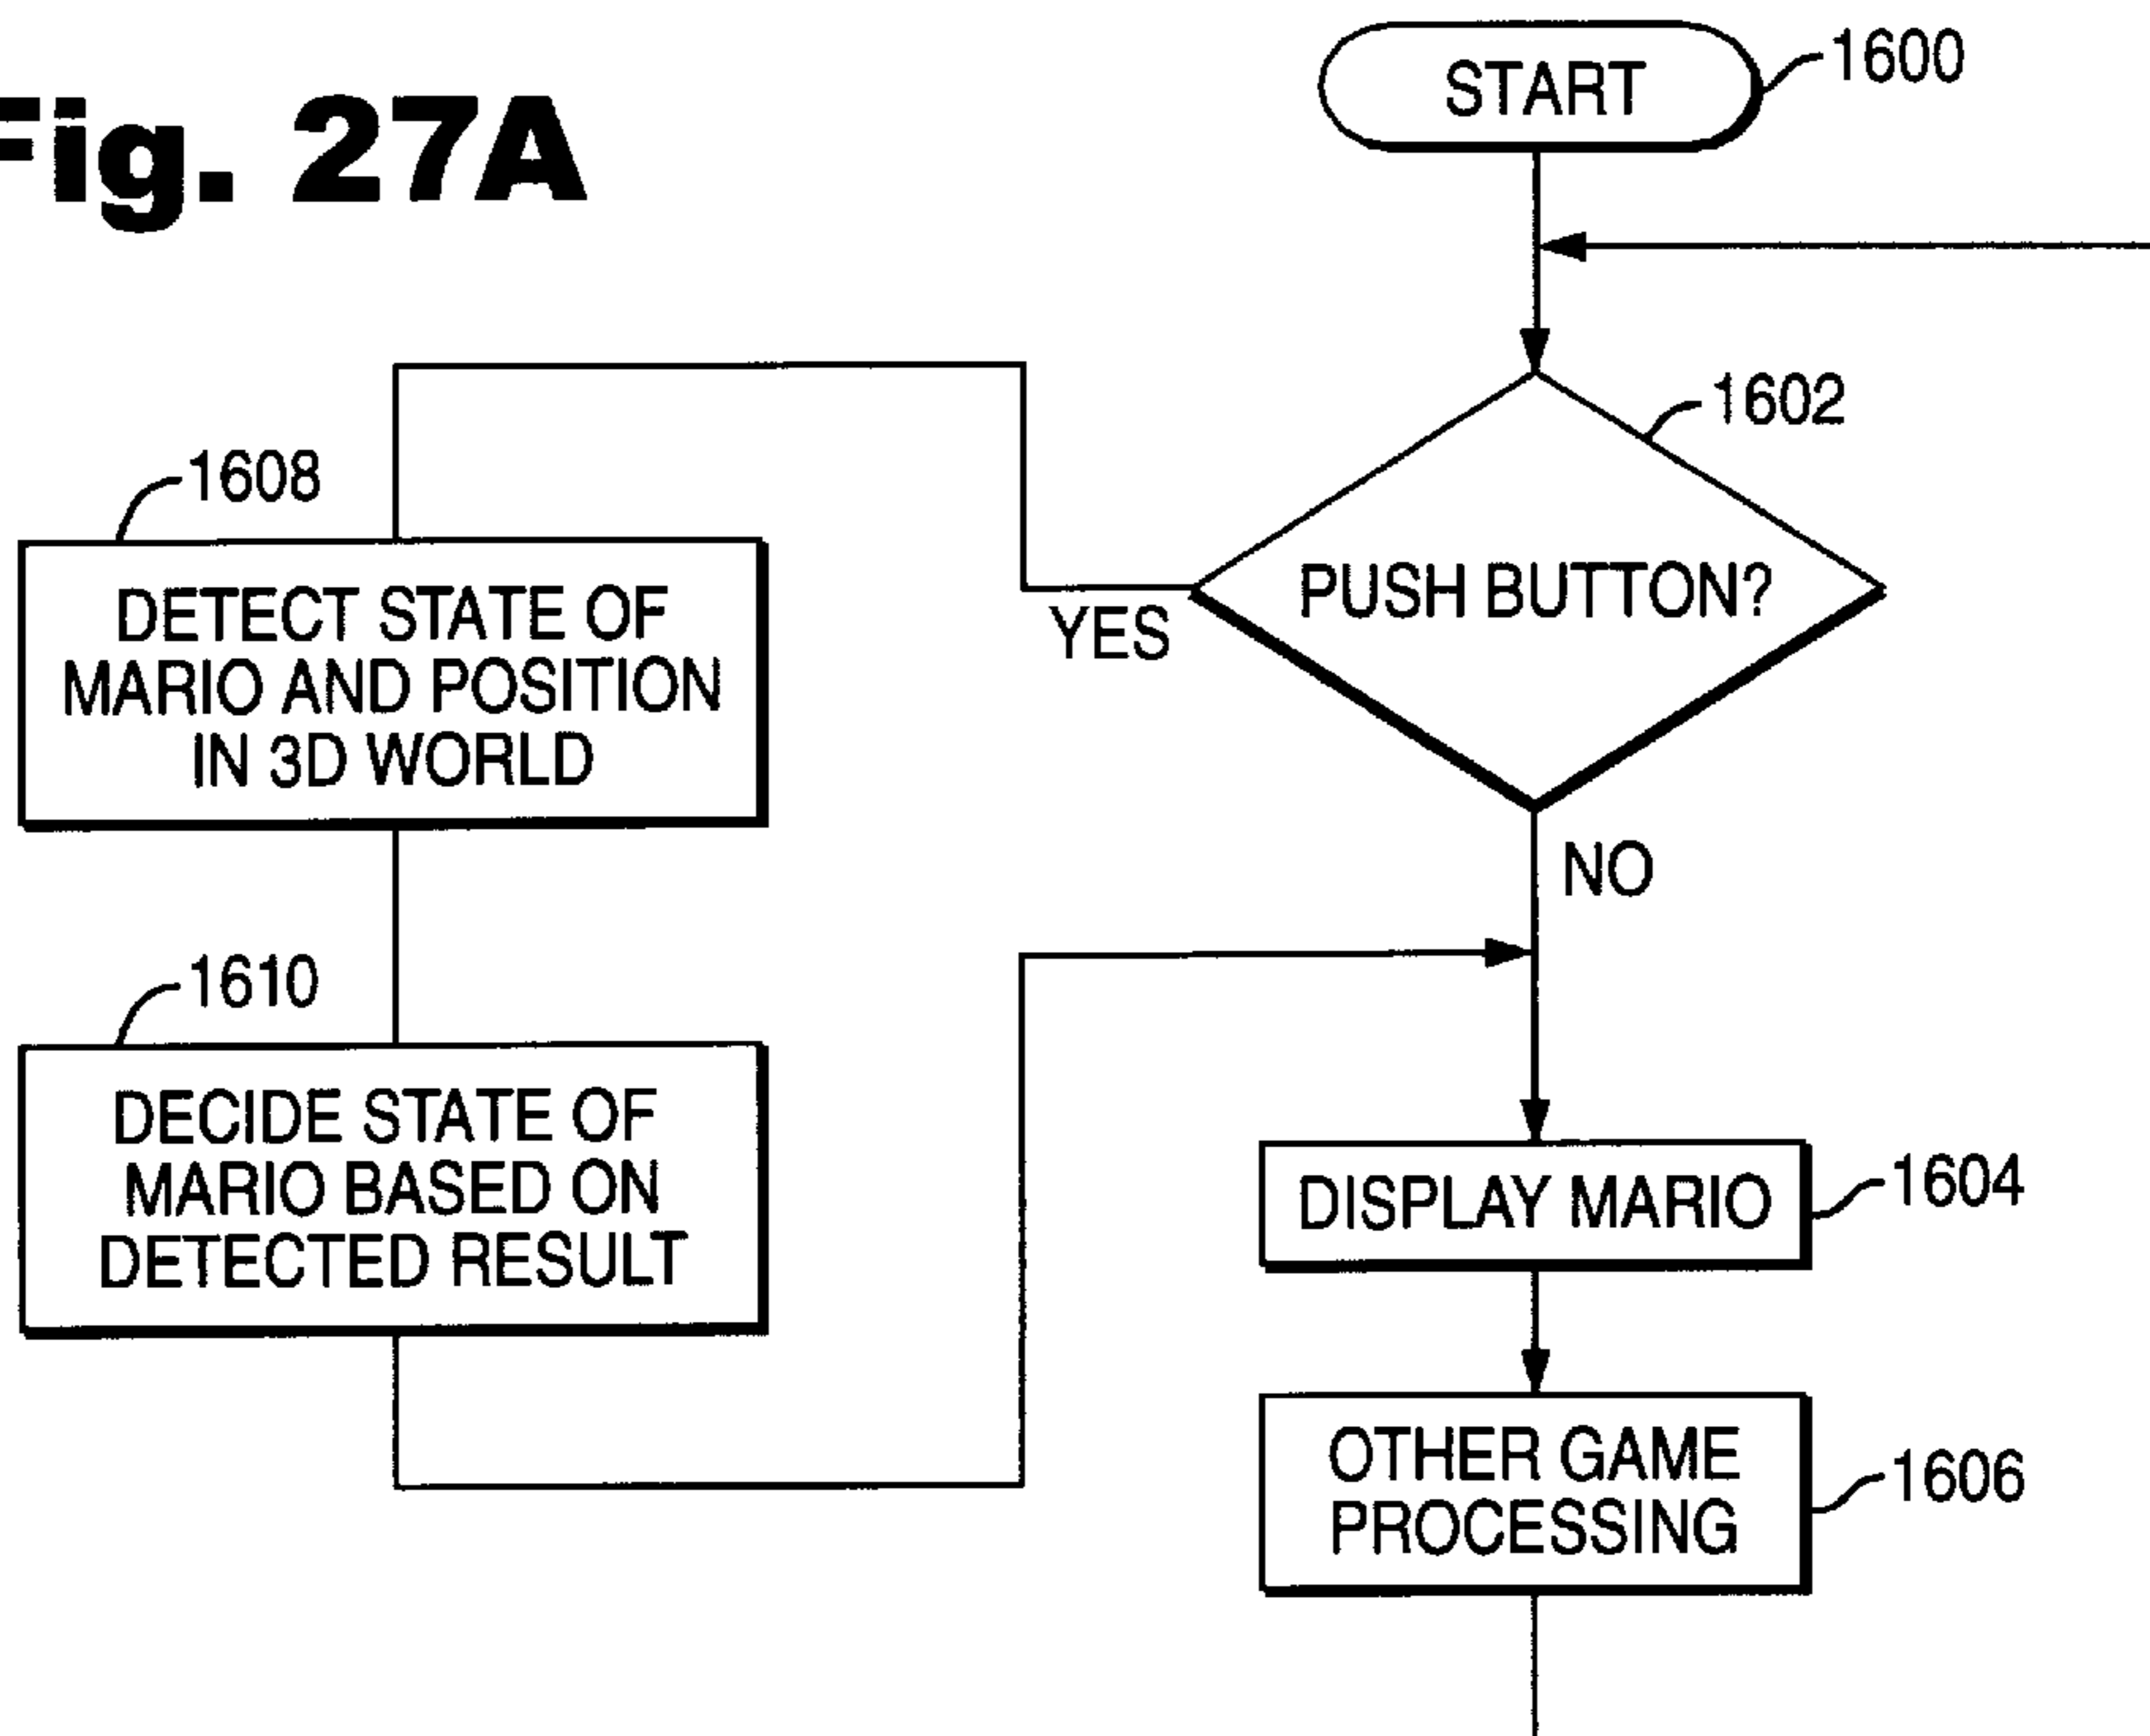 Fig. 27A
START
1600
1602
PUSH BUTTON?
YES
NO
1608
DETECT STATE OF
MARIO AND POSITION
IN 3D WORLD
1610
DECIDE STATE OF
MARIO BASED ON
DETECTED RESULT
DISPLAY MARIO
1604
OTHER GAME
PROCESSING
1606